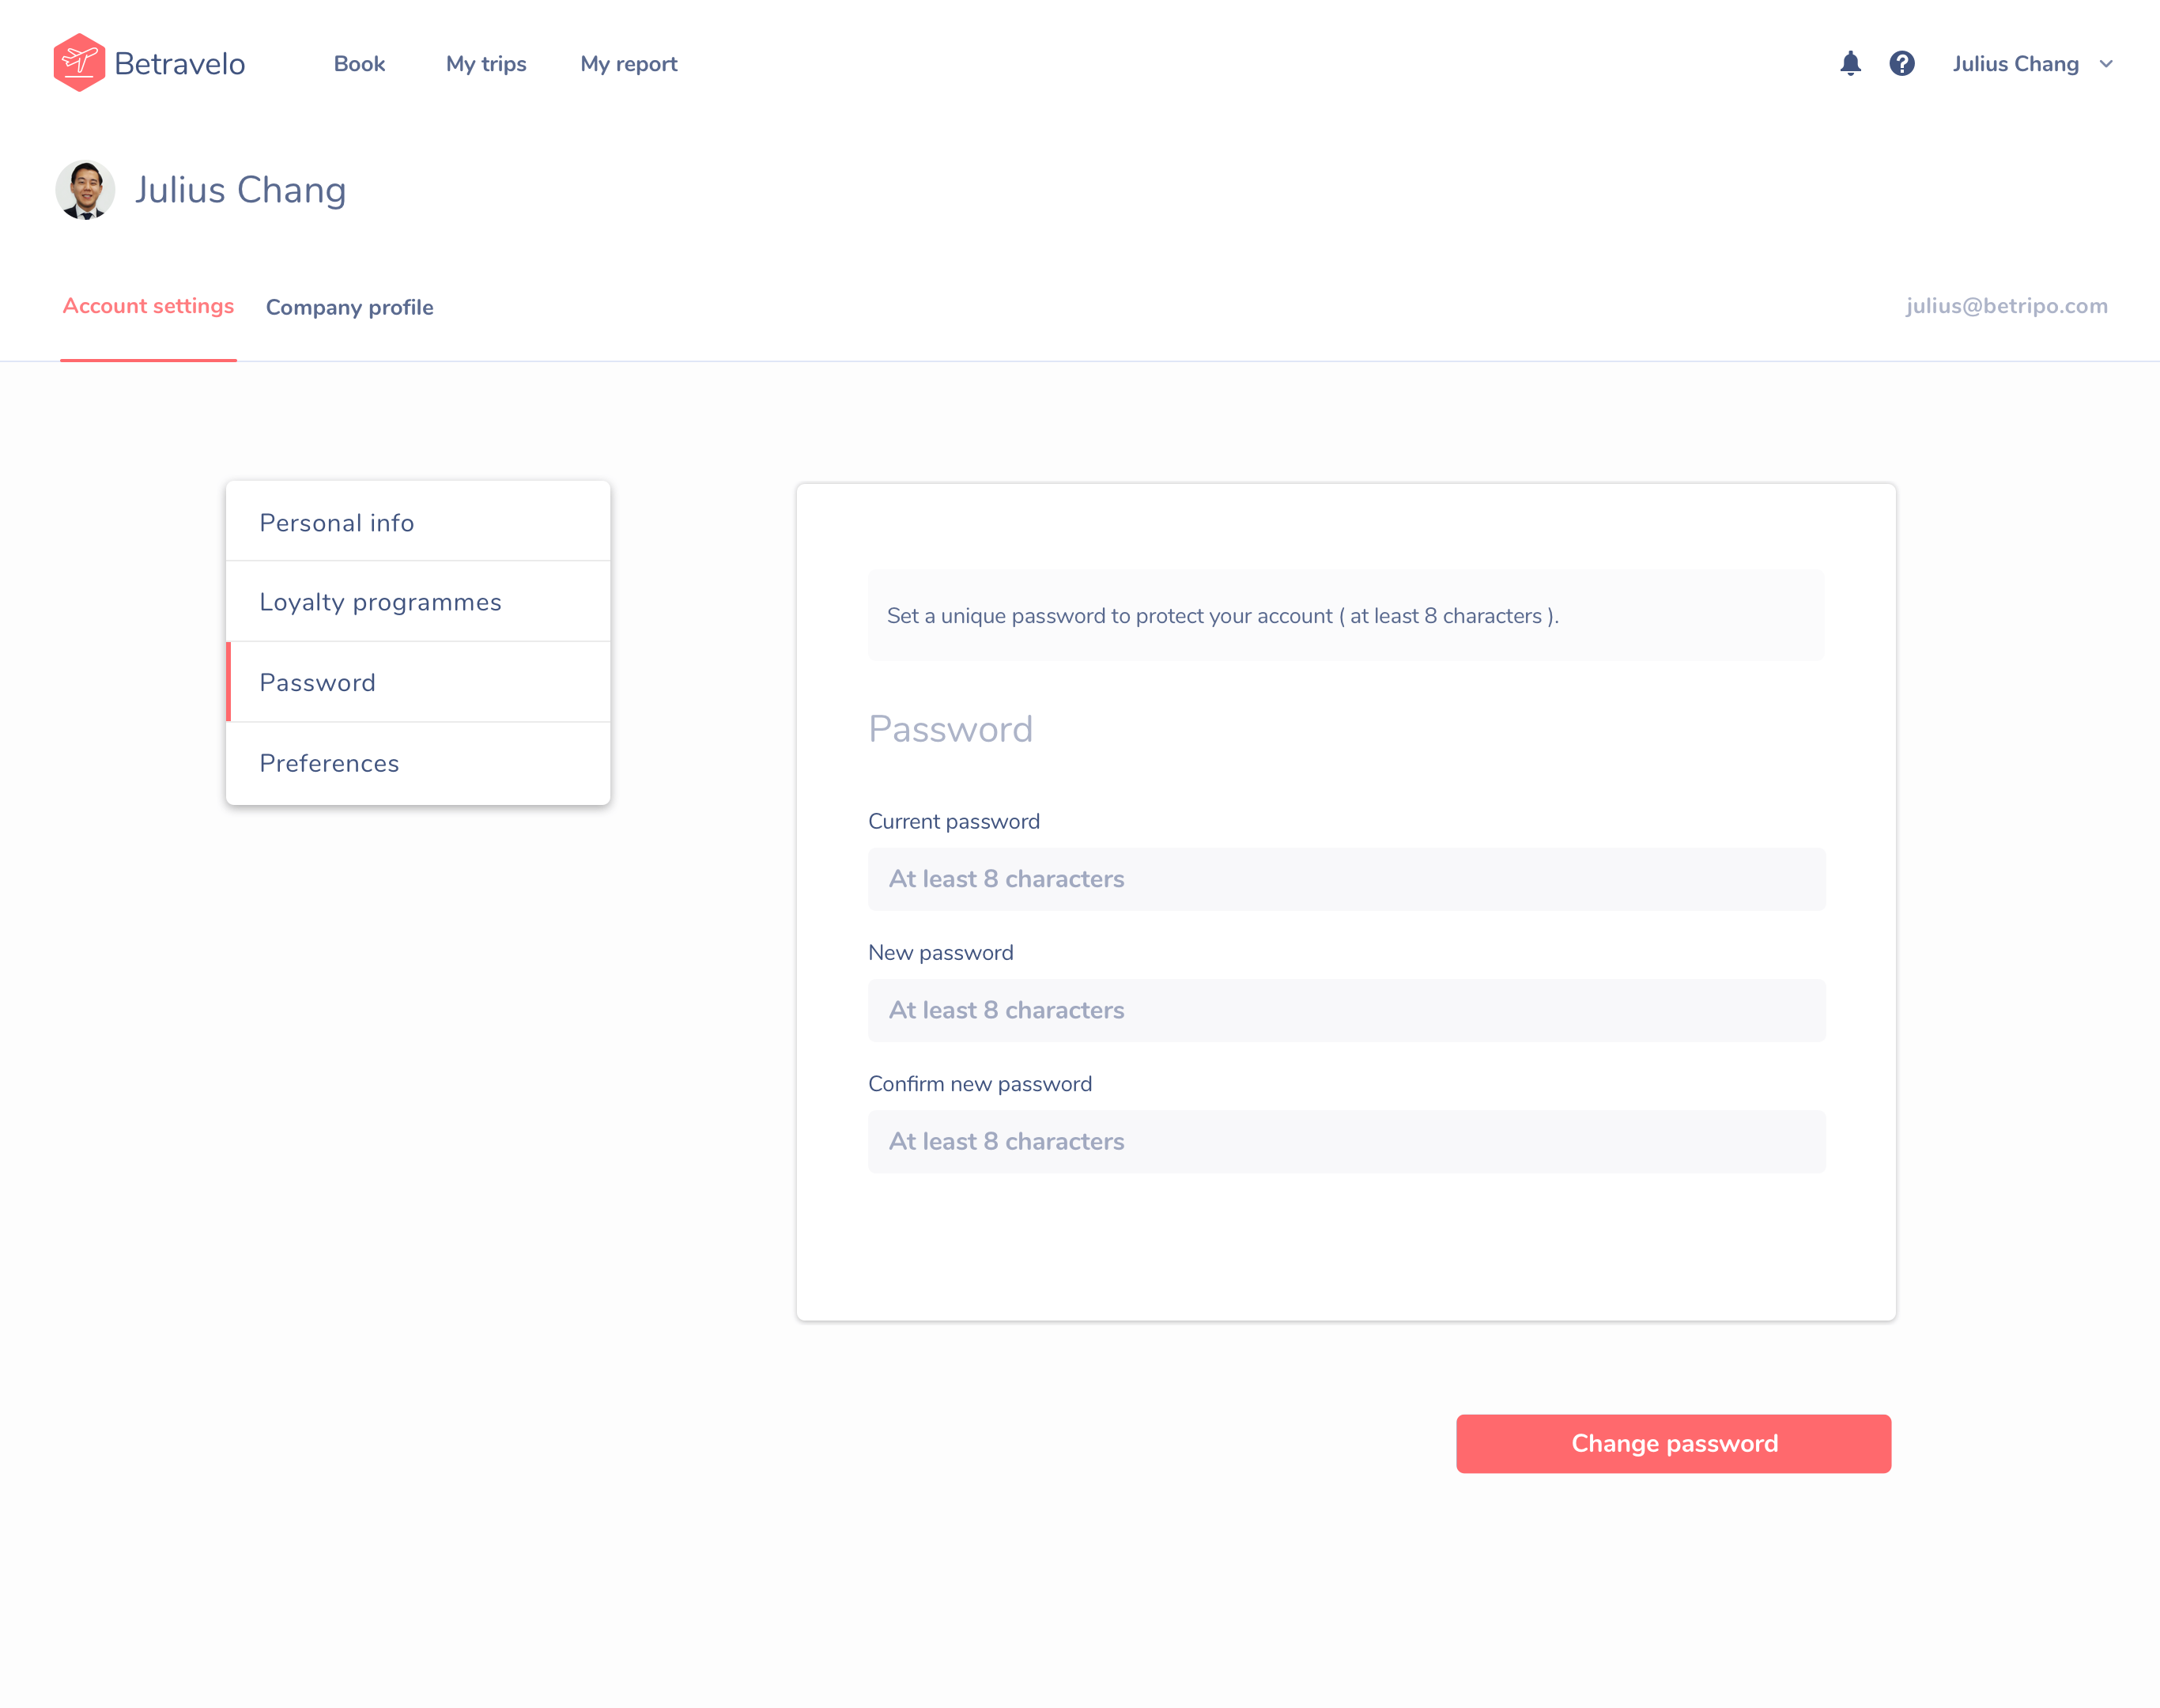 Betravelo
Book
My trips
My report
Julius Chang
Julius Chang
Account settings
Company profile
julius@betripo.com
Personal info
Loyalty programmes
Password
Preferences
Set a unique password to protect your account ( at least 8 characters ).
Password
Current password
At least 8 characters
New password
At least 8 characters
Confirm new password
At least 8 characters
Change password